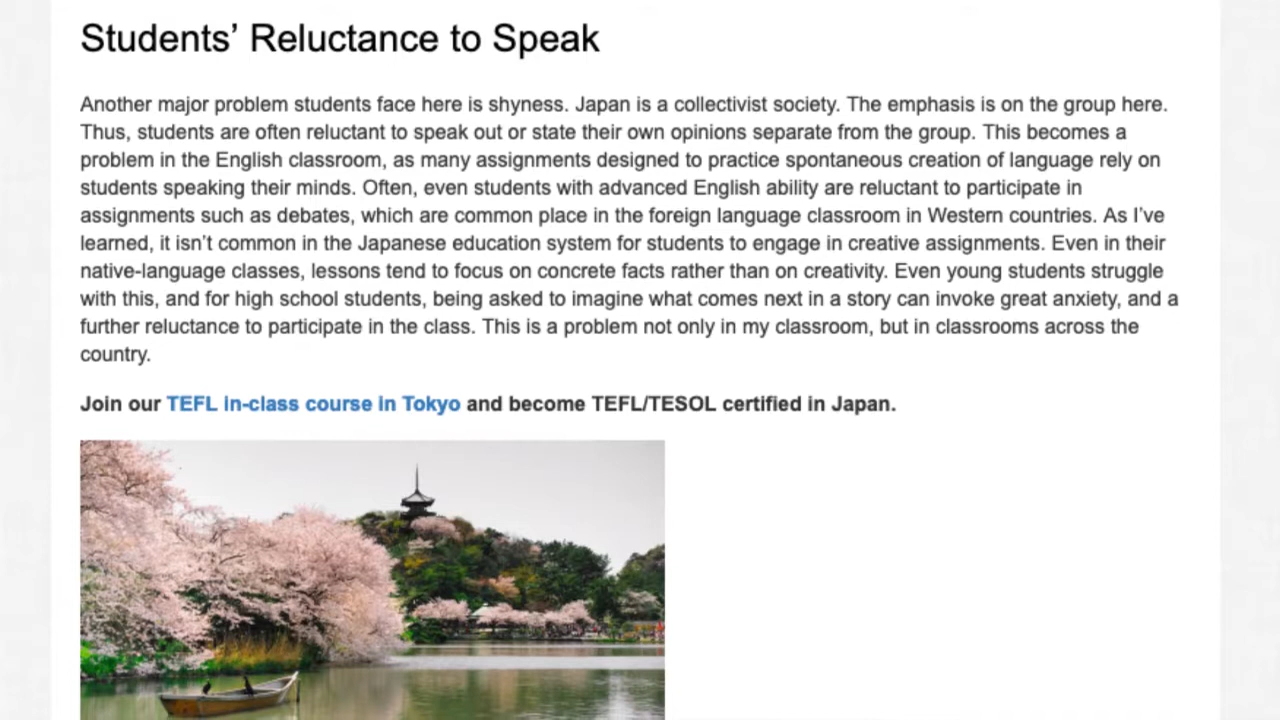 Students’ Reluctance to Speak
Another major problem students face here is shyness. Japan is a collectivist society. The emphasis is on the group here.
Thus, students are often reluctant to speak out or state their own opinions separate from the group. This becomes a
problem in the English classroom, as many assignments designed to practice spontaneous creation of language rely on
students speaking their minds. Often, even students with advanced English ability are reluctant to participate in
assignments such as debates, which are common place in the foreign language classroom in Western countries. As I’ve
learned, it isn’t common in the Japanese education system for students to engage in creative assignments. Even in their
native-language classes, lessons tend to focus on concrete facts rather than on creativity. Even young students struggle
with this, and for high school students, being asked to imagine what comes next in a story can invoke great anxiety, and a
further reluctance to participate in the class. This is a problem not only in my classroom, but in classrooms across the
country.
Join our TEFL in-class course in Tokyo and become TEFL/TESOL certified in Japan.